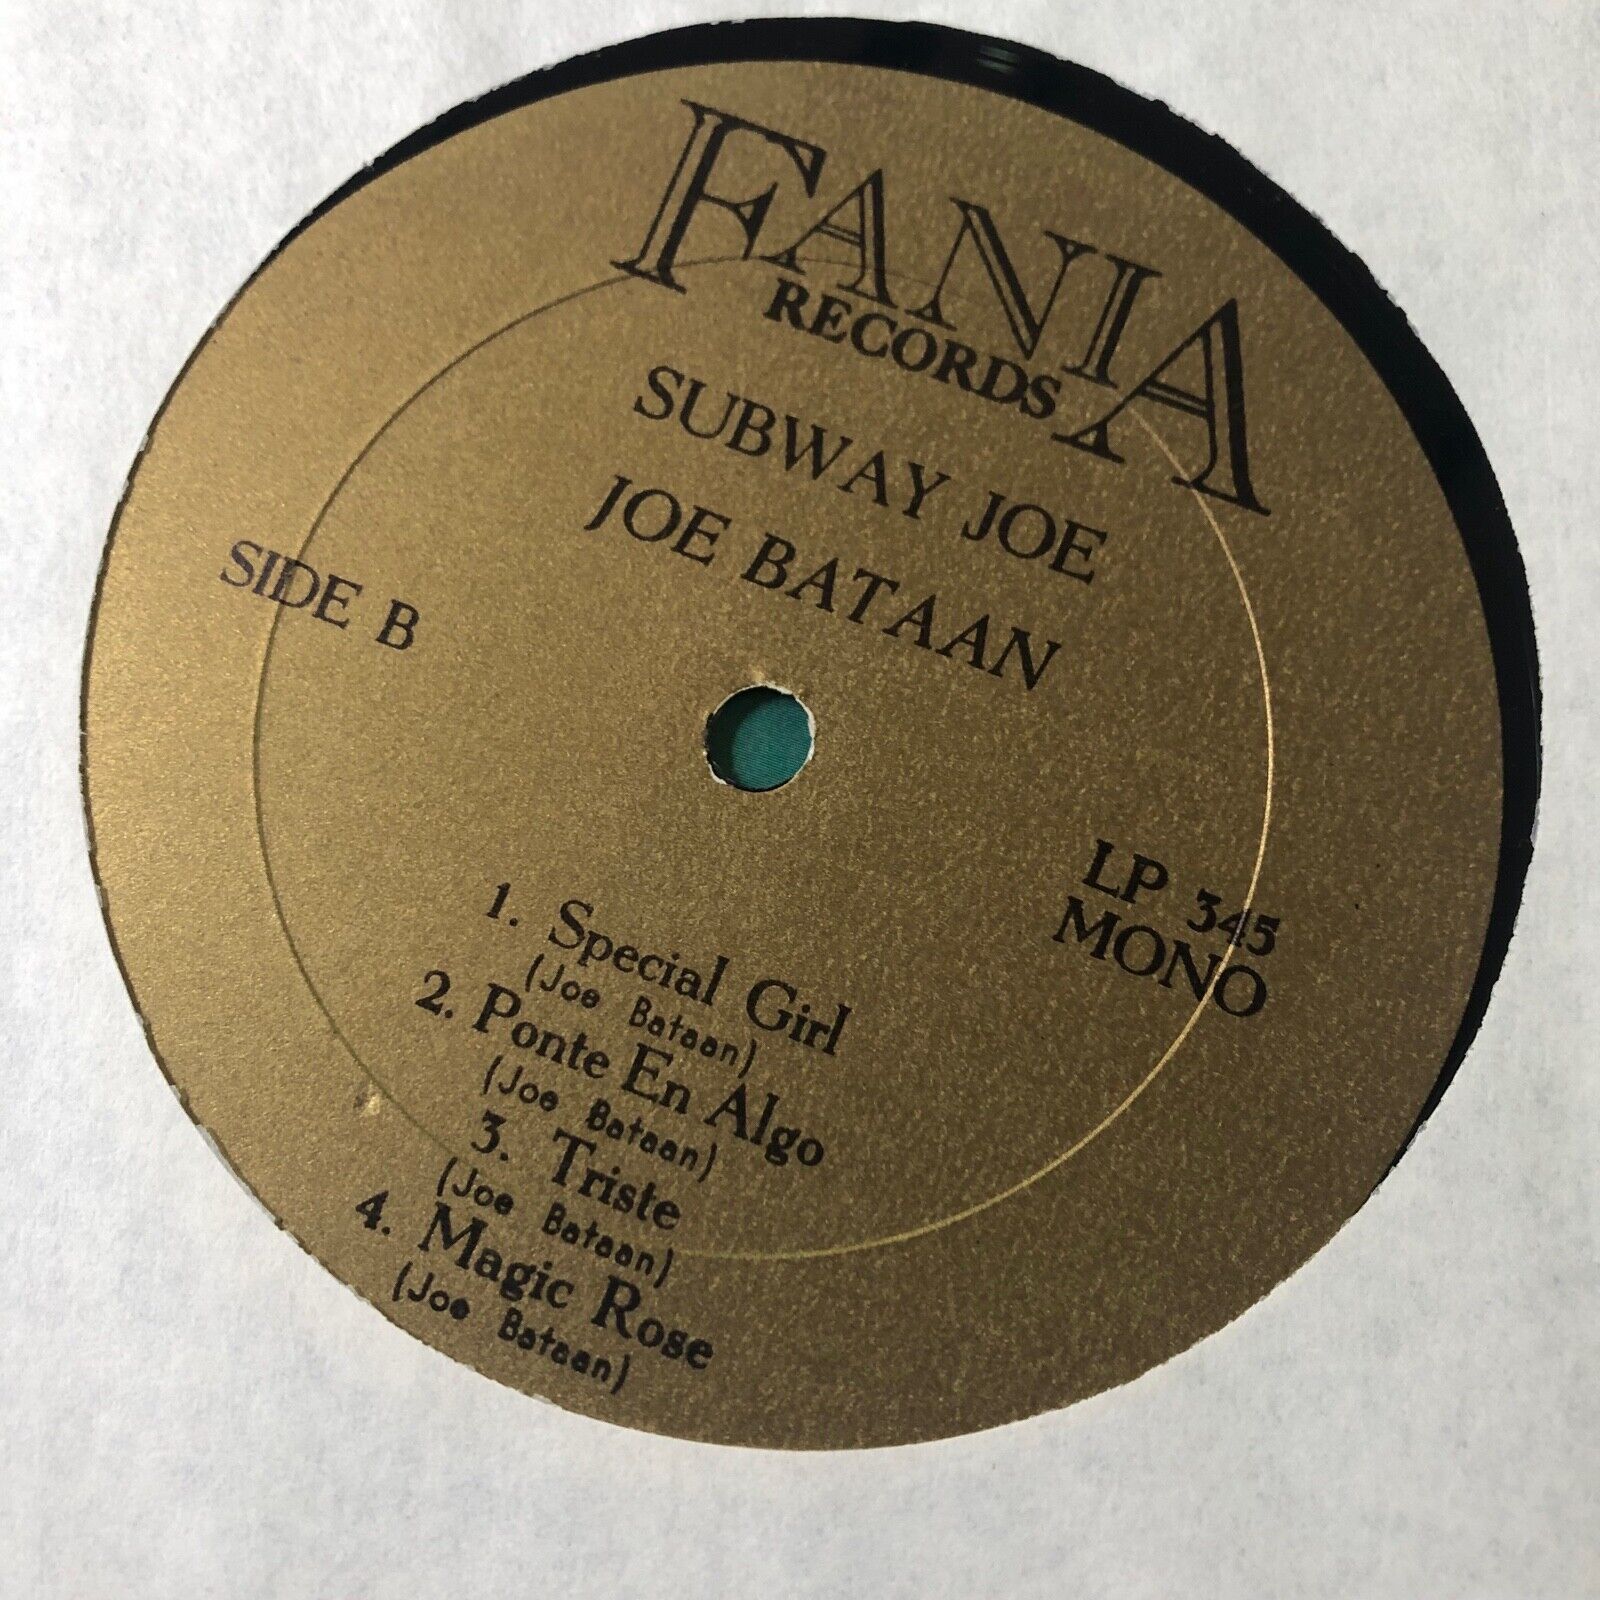 FANIA
RECORDS
SUBWAY JOE
JOE BATAAN
SIDE B
LP 345
MONO
1. Special Girl
(Joe Bataan)
2. Ponte En Algo
(Joe Bataan)
3. Triste
(Joe Bataan)
4. Magic Rose
(Joe Bataan)